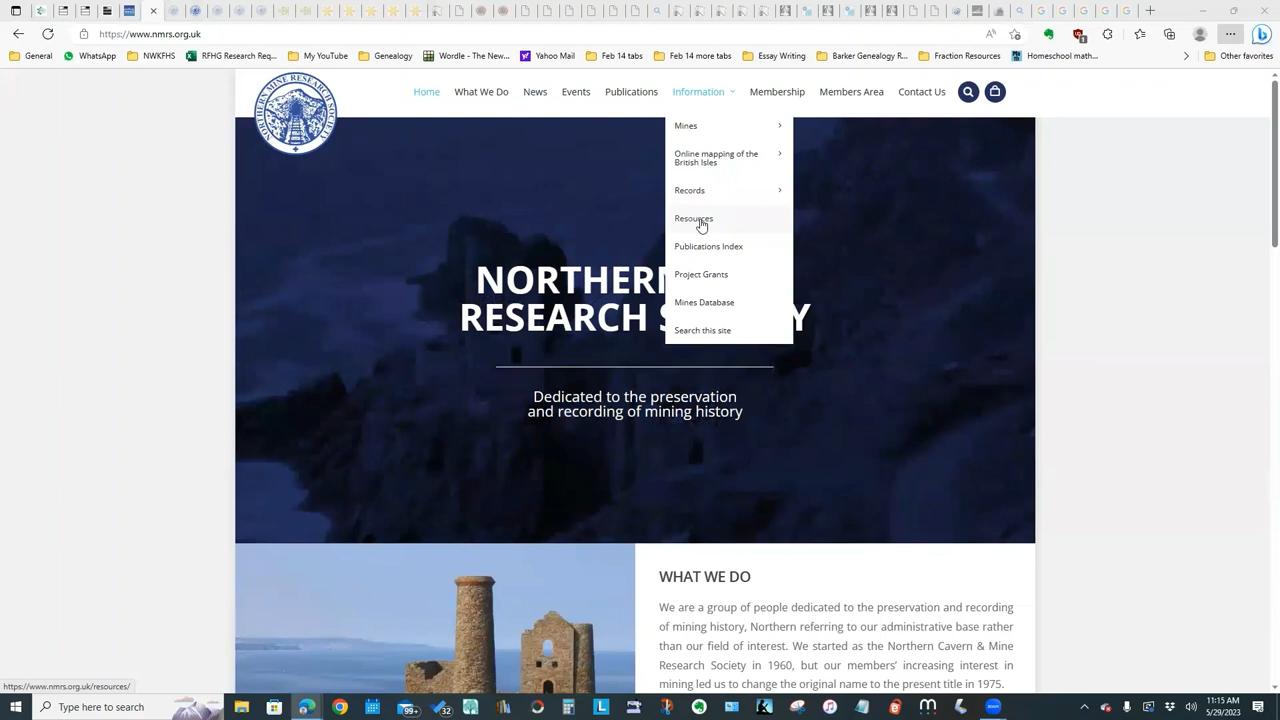 https://www.nmrs.org.uk
General
WhatsApp
NWKFHS
RFHG Research Req...
My YouTube
Genealogy
Wordle - The New...
Yahoo Mail
Feb 14 tabs
Feb 14 more tabs
Essay Writing
Barker Genealogy R...
Fraction Resources
Homeschool math...
Other favorites
NORTHERN MINE RESEARCH SOCIETY
Home
What We Do
News
Events
Publications
Information
Membership
Members Area
Contact Us
Mines
Online mapping of the
British Isles
Records
Resources
Publications Index
Project Grants
Mines Database
Search this site
NORTHERN
RESEARCH S Y
Dedicated to the preservation
and recording of mining history
WHAT WE DO
We are a group of people dedicated to the preservation and recording
of mining history, Northern referring to our administrative base rather
than our field of interest. We started as the Northern Cavern & Mine
Research Society in 1960, but our members' increasing interest in
mining led us to change the original name to the present title in 1975.
https://www.nmrs.org.uk/resources/
Type here to search
99+
32
11:15 AM
5/29/2023